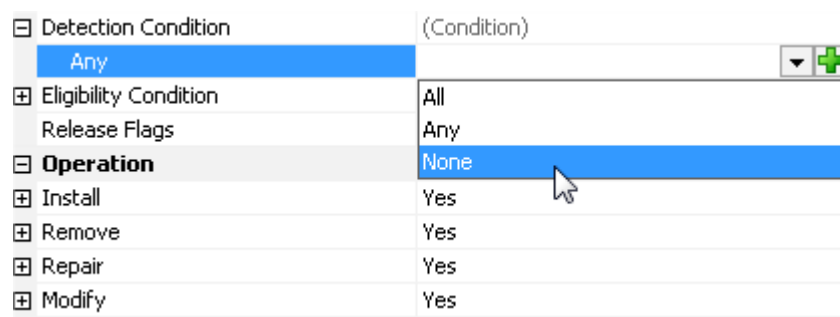 Detection Condition (Condition)
Any
Eligibility Condition All
Release Flags Any
Operation None
Install Yes
Remove Yes
Repair Yes
Modify Yes